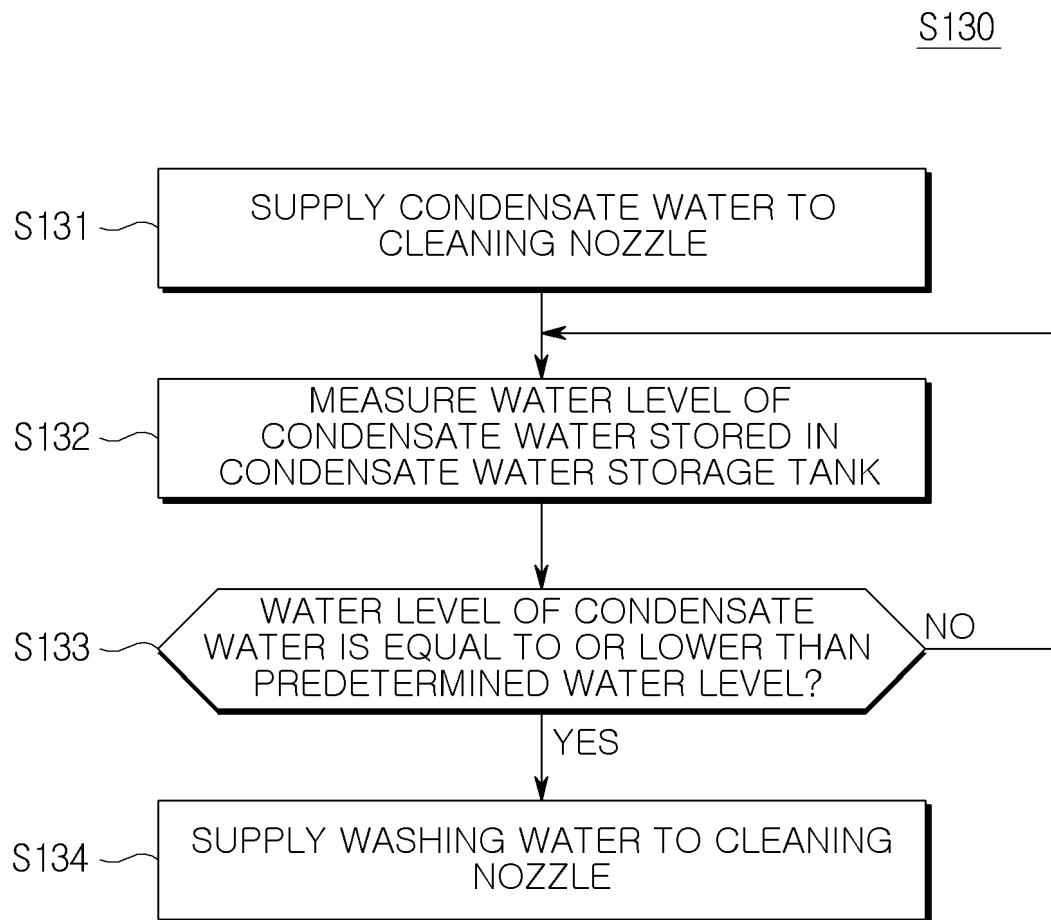 S130
S131
SUPPLY CONDENSATE WATER TO
CLEANING NOZZLE
S132
MEASURE WATER LEVEL OF
CONDENSATE WATER STORED IN
CONDENSATE WATER STORAGE TANK
S133
WATER LEVEL OF CONDENSATE
WATER IS EQUAL TO OR LOWER THAN
PREDETERMINED WATER LEVEL?
NO
YES
S134
SUPPLY WASHING WATER TO CLEANING
NOZZLE